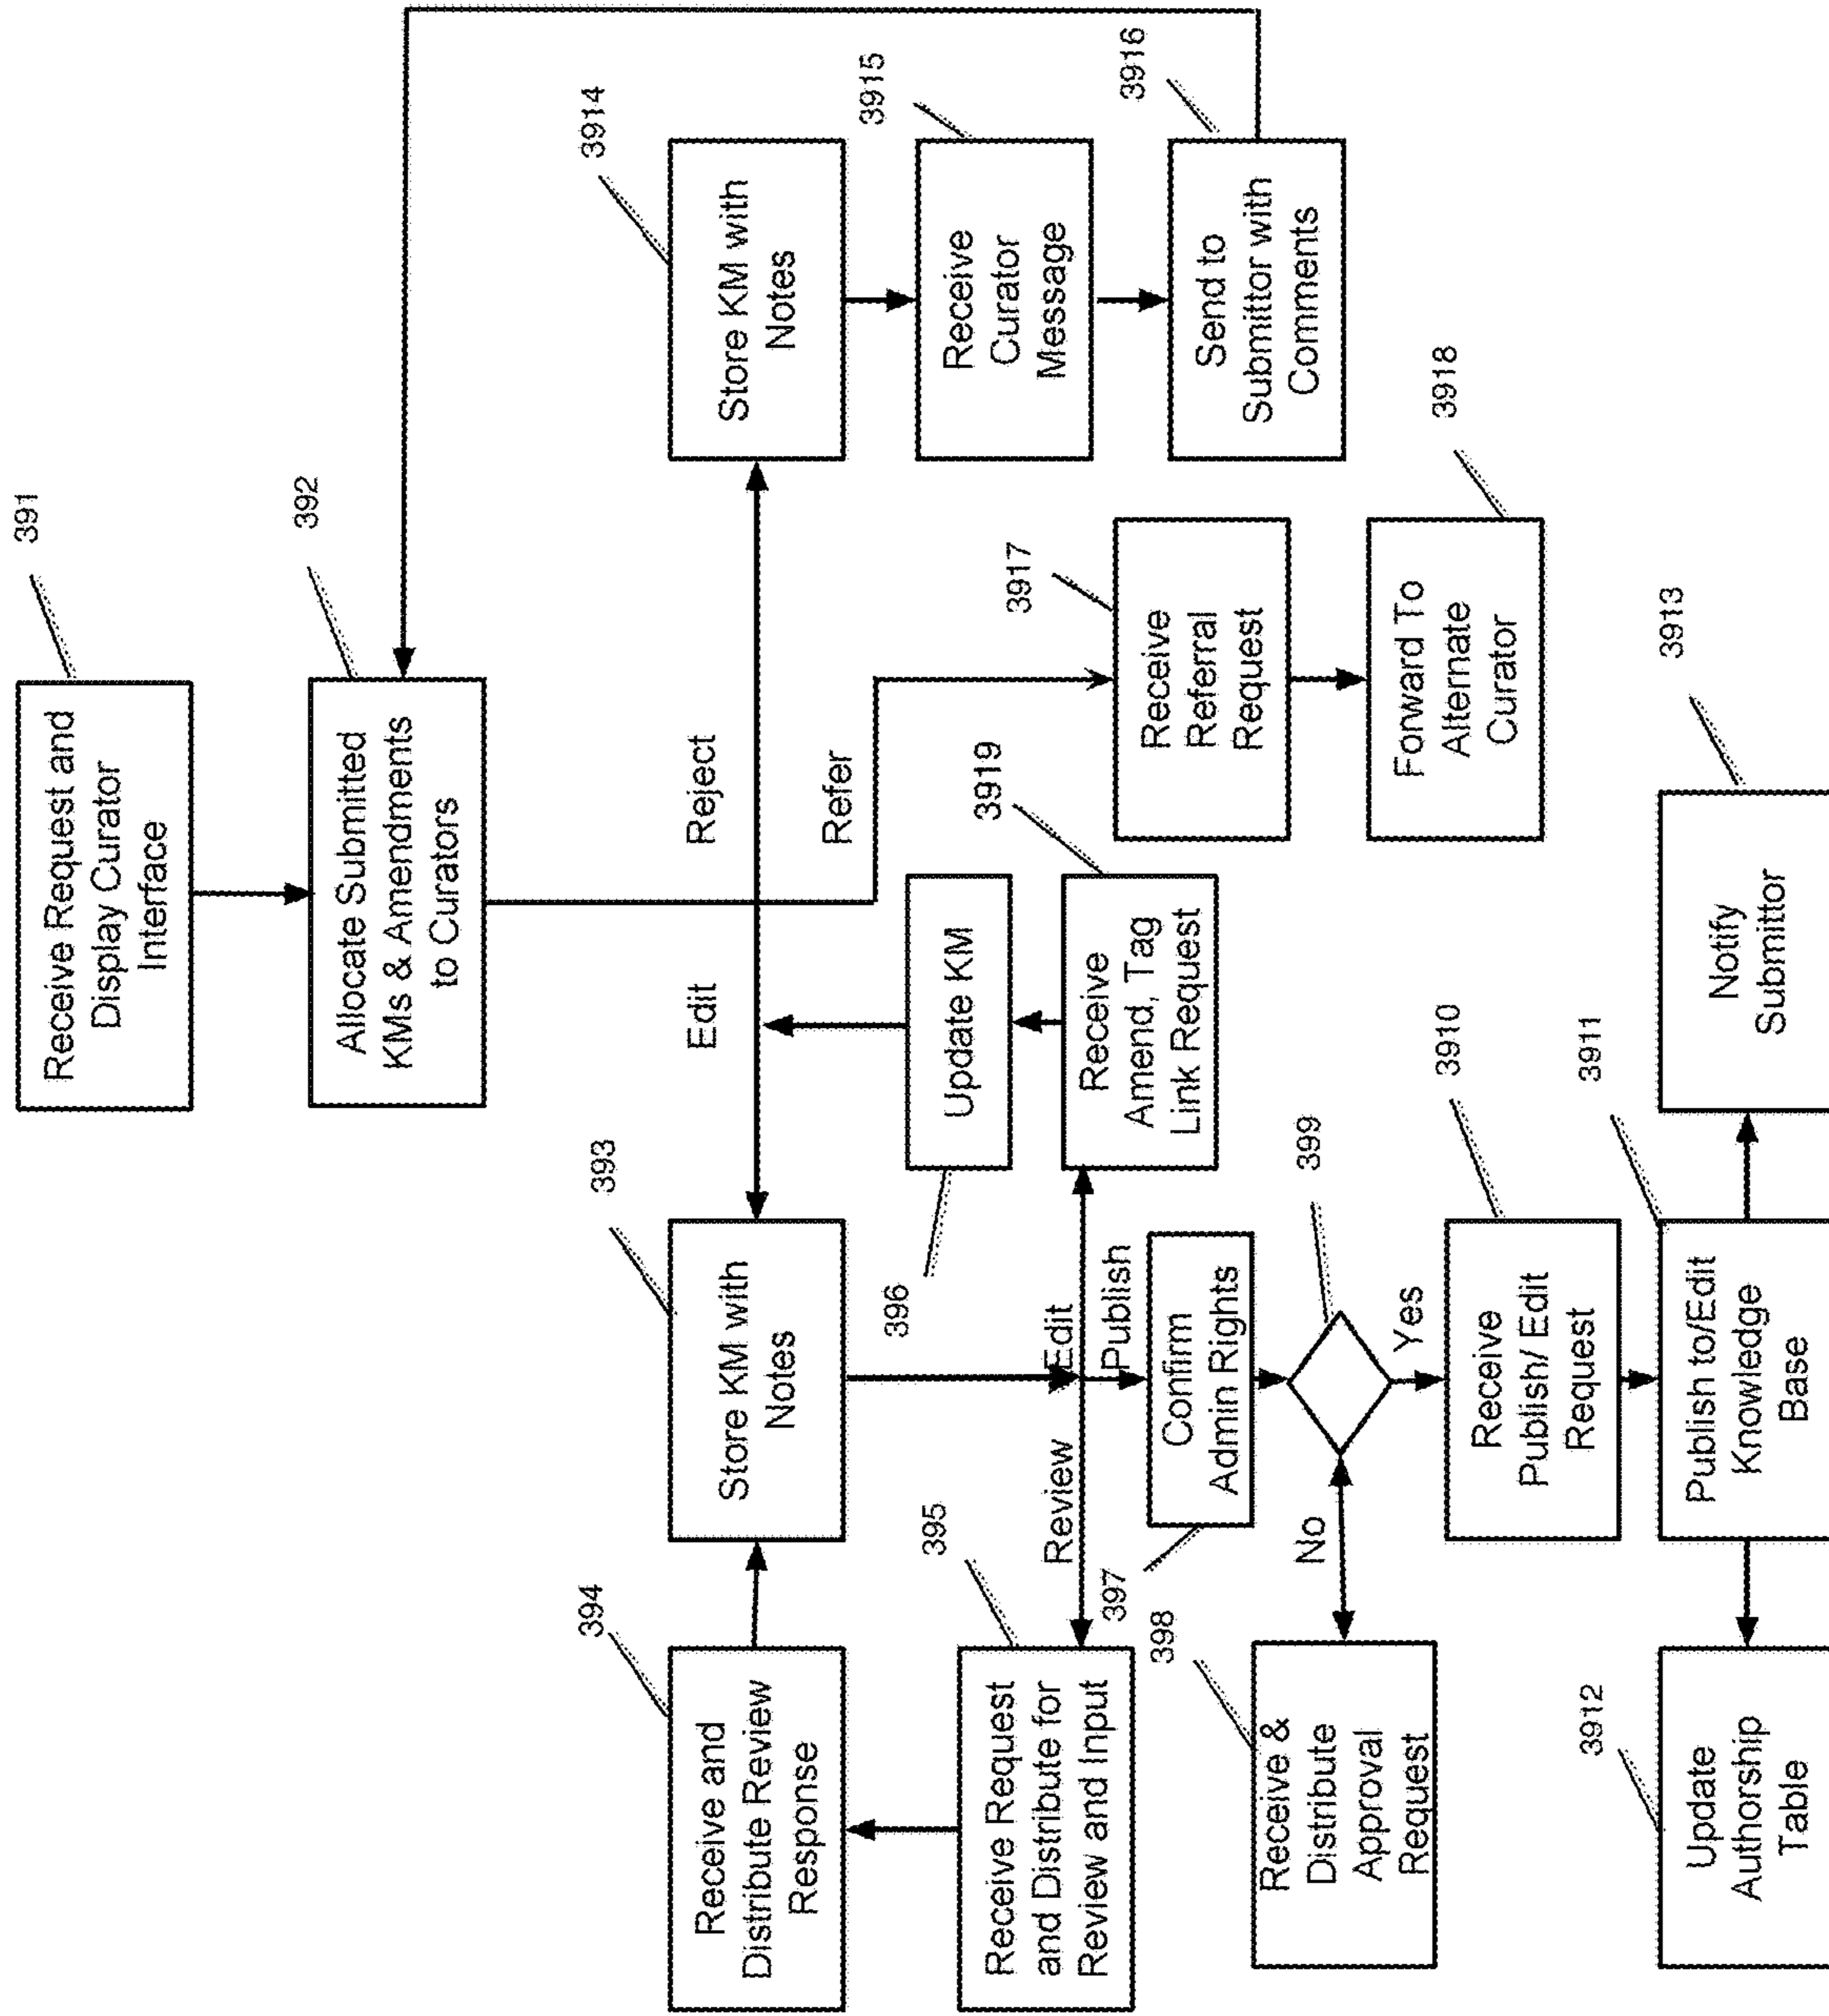 391
Receive Request and
Display Curator
Interface
392
Allocate Submitted
KMs & Amendments
to Curators
Edit
Reject
Refer
393
Store KM with
Notes
3914
Store KM with
Notes
394
Receive and
Distribute Review
Response
396
Update KM
3915
Receive
Curator
Message
395
Receive Request
and Distribute for
Review and Input
Review
Edit
Publish
3919
Receive
Amend, Tag
Link Request
3917
Receive
Referral
Request
3916
Send to
Submittor with
Comments
397
Confirm
Admin Rights
399
398
Receive &
Distribute
Approval
Request
No
Yes
3918
Forward To
Alternate
Curator
3910
Receive
Publish/ Edit
Request
3911
Publish to/Edit
Knowledge
Base
3912
Update
Authorship
Table
3913
Notify
Submittor